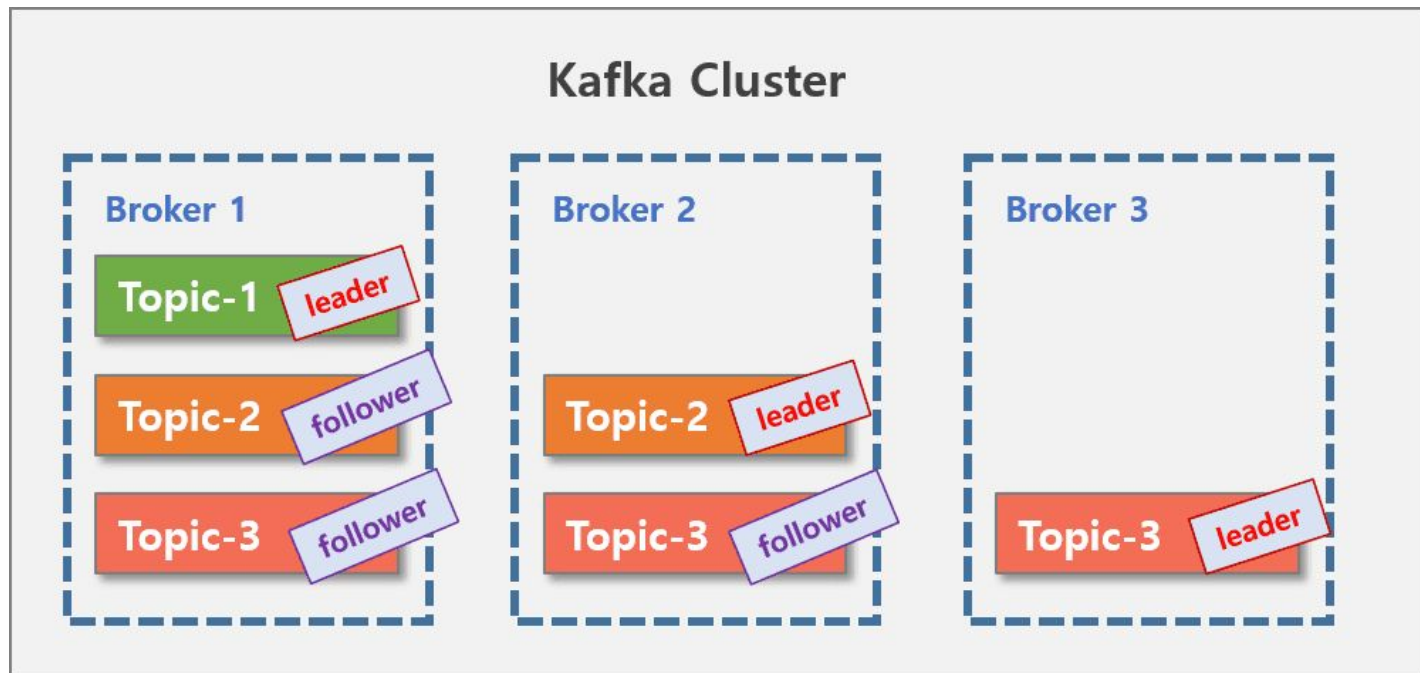 Kafka Cluster
Broker 1
Topic-1 leader
Topic-2 follower
Topic-3 follower
Broker 2
Topic-2 leader
Topic-3 follower
Broker 3
Topic-3 leader